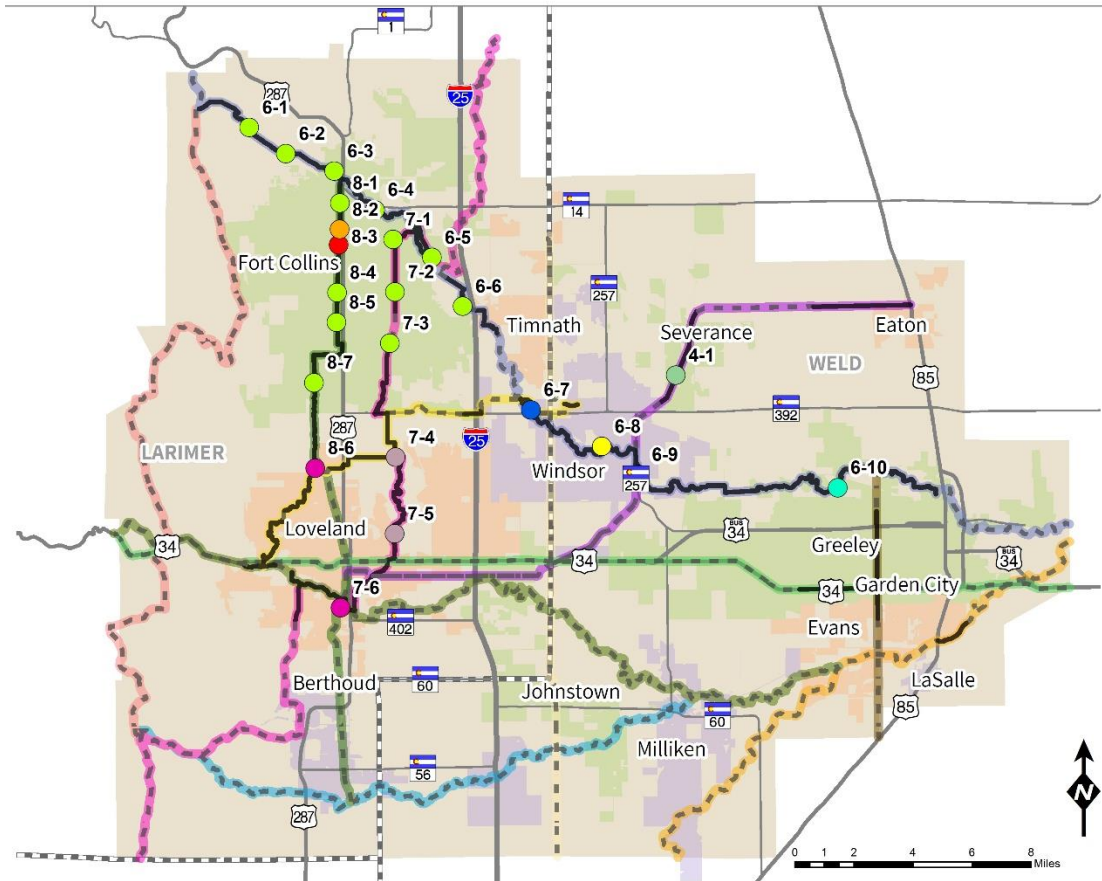 1
287
25
6-1
6-2
6-3
8-1
6-4
8-2
14
7-1
6-5
8-3
Fort Collins
7-2
8-4
257
6-6
8-5
Timnath
7-3
Severance
Eaton
4-1
8-7
WELD
85
6-7
392
287
7-4
25
6-8
LARIMER
8-6
Windsor
6-9
6-10
257
7-5
Loveland
BUS
34
34
Greeley
BUS
34
34
7-6
34
Garden City
402
Evans
Berthoud
60
Johnstown
LaSalle
60
85
Milliken
56
287
N
0 1 2 4 6 8
Miles